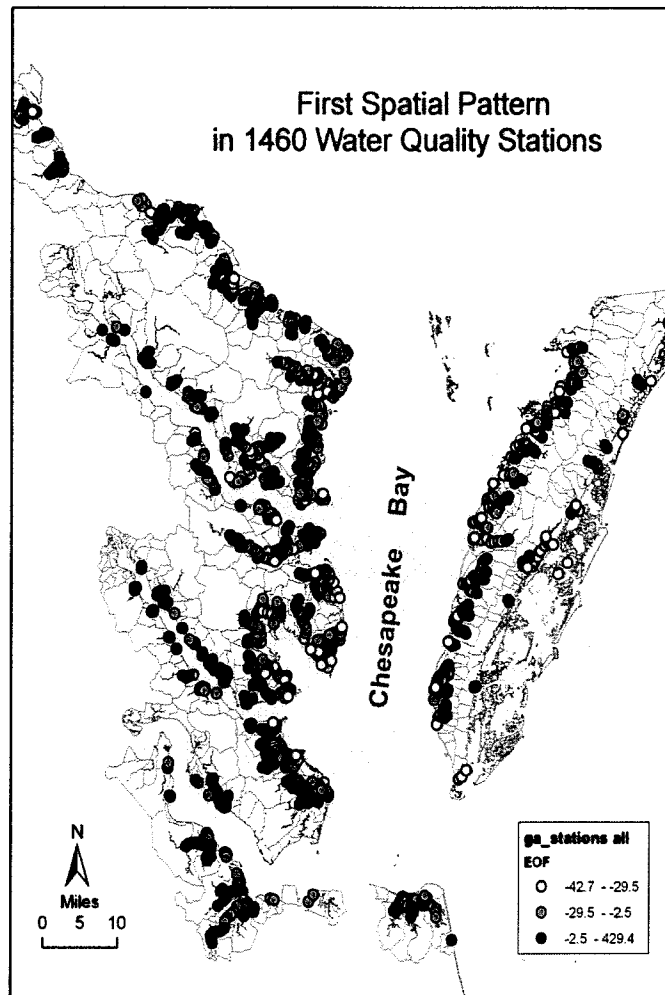 First Spatial Pattern
in 1460 Water Quality Stations
Chesapeake Bay
N
Miles
0 5 10
ga_stations all
EOF
-42.7 - -29.5
-29.5 - -2.5
-2.5 - 429.4